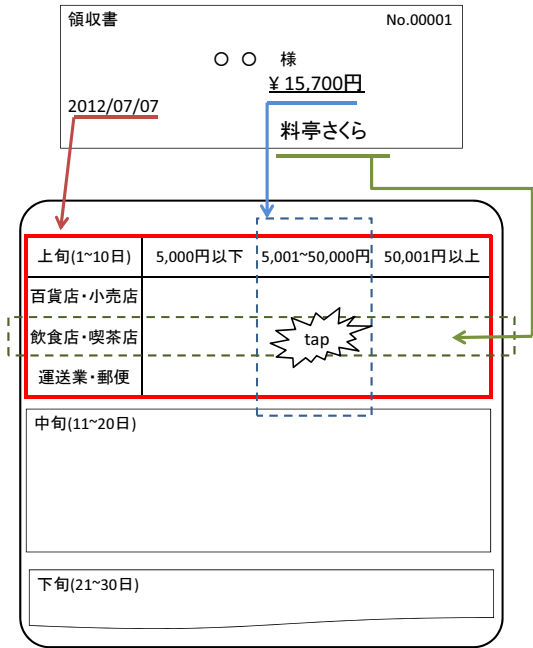 領収書 No.00001
○ ○ 様
¥ 15,700円
2012/07/07
料亭さくら
上旬(1~10日) 5,000円以下 5,001~50,000円 50,001円以上
百貨店・小売店
飲食店・喫茶店 tap
運送業・郵便
中旬(11~20日)
下旬(21~30日)